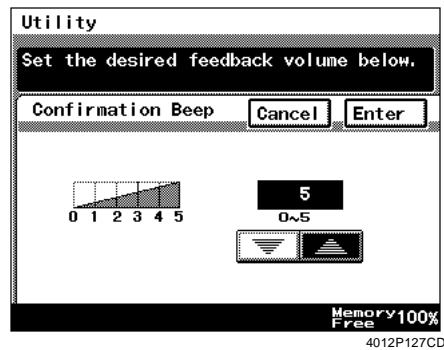 Utility
Set the desired feedback volume below.
Confirmation Beep
Cancel
Enter
0 1 2 3 4 5
5
0~5
Memory Free 100%
4012P127CD